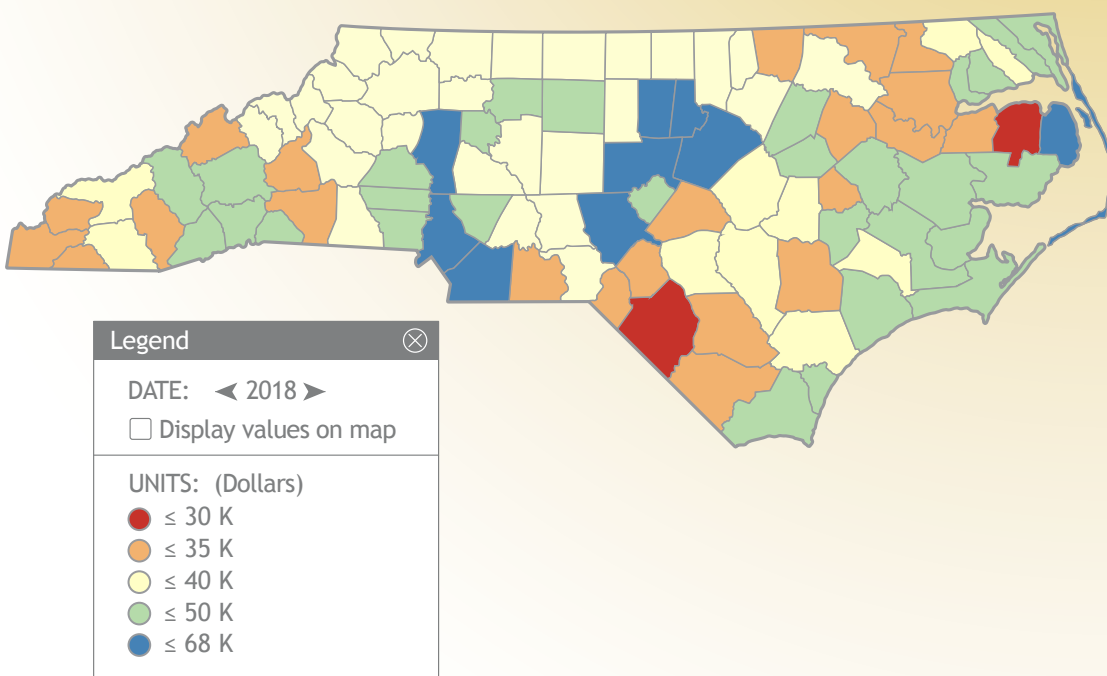 Legend
DATE: ◄ 2018 ►
Display values on map
UNITS: (Dollars)
≤ 30 K
≤ 35 K
≤ 40 K
≤ 50 K
≤ 68 K